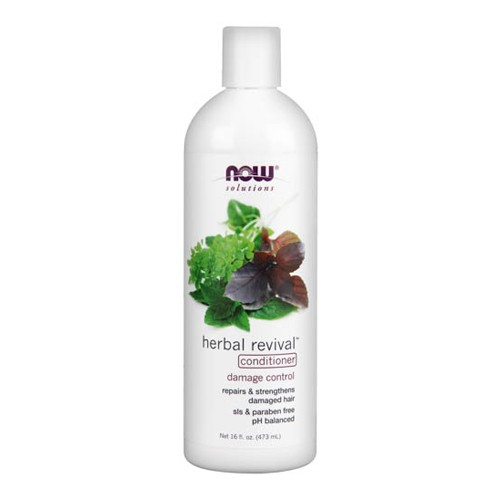 now®
solutions
herbal revival™
conditioner
damage control
repairs & strengthens
damaged hair
sls & paraben free
pH balanced
Net 16 fl. oz. (473 mL)